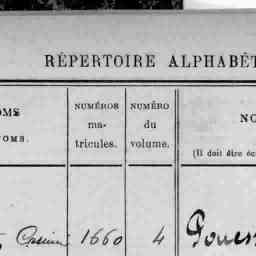 RÉPERTOIRE ALPHABÉT
OMS
OMS.
NUMÉROS
ma-
tricules.
NUMÉRO
du
volume.
NO
(Il doit être éc
Casimir 1660 4